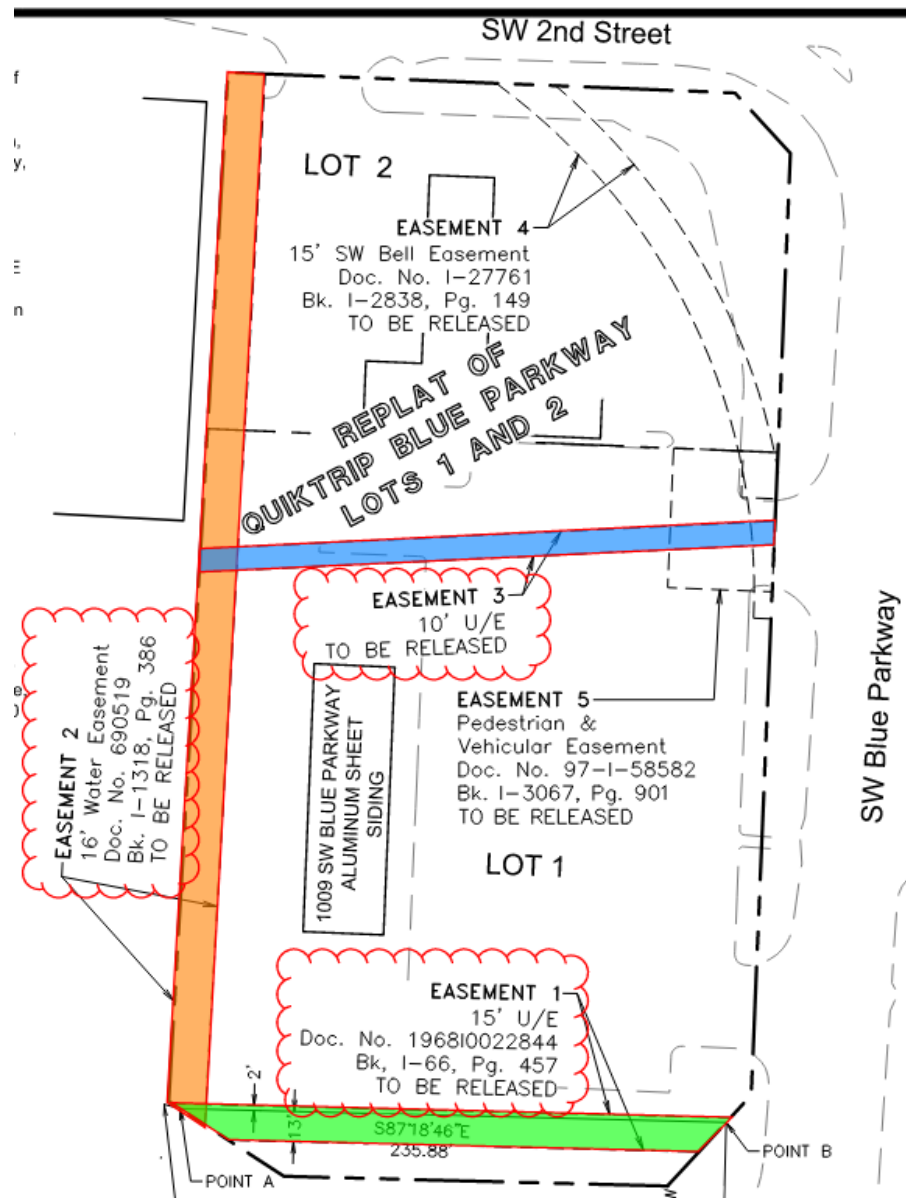 SW 2nd Street
f
,
y,
E
n
LOT 2
EASEMENT 4
15' SW Bell Easement
Doc. No. I-27761
Bk. I-2838, Pg. 149
TO BE RELEASED
REPLAT OF
QUIKTRIP BLUE PARKWAY
LOTS 1 AND 2
EASEMENT 3
10' U/E
TO BE RELEASED
EASEMENT 2
16' Water Easement
Doc. No. 690519
Bk. I-1318, Pg. 386
TO BE RELEASED
1009 SW BLUE PARKWAY
ALUMINUM SHEET
SIDING
EASEMENT 5
Pedestrian &
Vehicular Easement
Doc. No. 97-I-58582
Bk. I-3067, Pg. 901
TO BE RELEASED
SW Blue Parkway
LOT 1
EASEMENT 1
15' U/E
Doc. No. 1968I0022844
Bk, I-66, Pg. 457
TO BE RELEASED
2'
13'
S87°18'46"E
235.88'
POINT A
POINT B